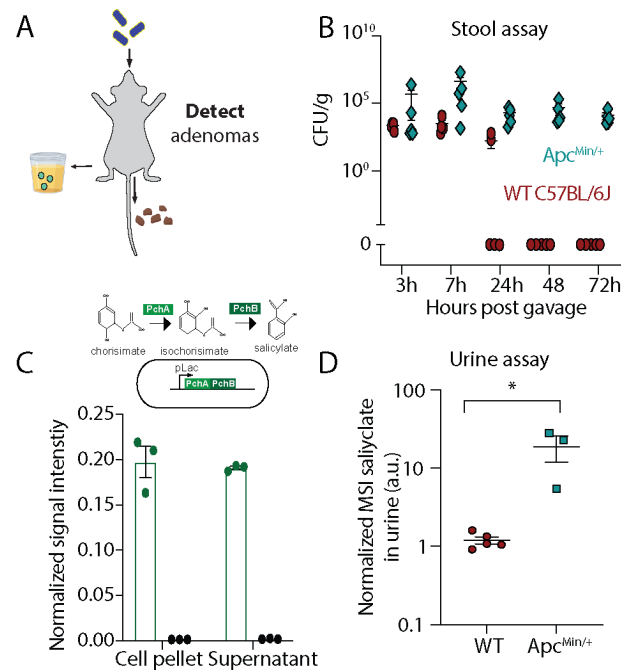 A
Detect
adenomas
B
Stool assay
CFU/g
10^10
10^5
10^0
0
Apc^Min/+
WT C57BL/6J
3h 7h 24h 48 72h
Hours post gavage
PchA PchB
chorisimate isochorisimate salicylate
pLac
PchA PchB
C
Normalized signal intenstiy
0.25
0.20
0.15
0.10
0.05
0.00
Cell pellet Supernatant
D
Urine assay
*
Normalized MSI saliyclate
in urine (a.u.)
100
10
1
0.1
WT Apc^Min/+